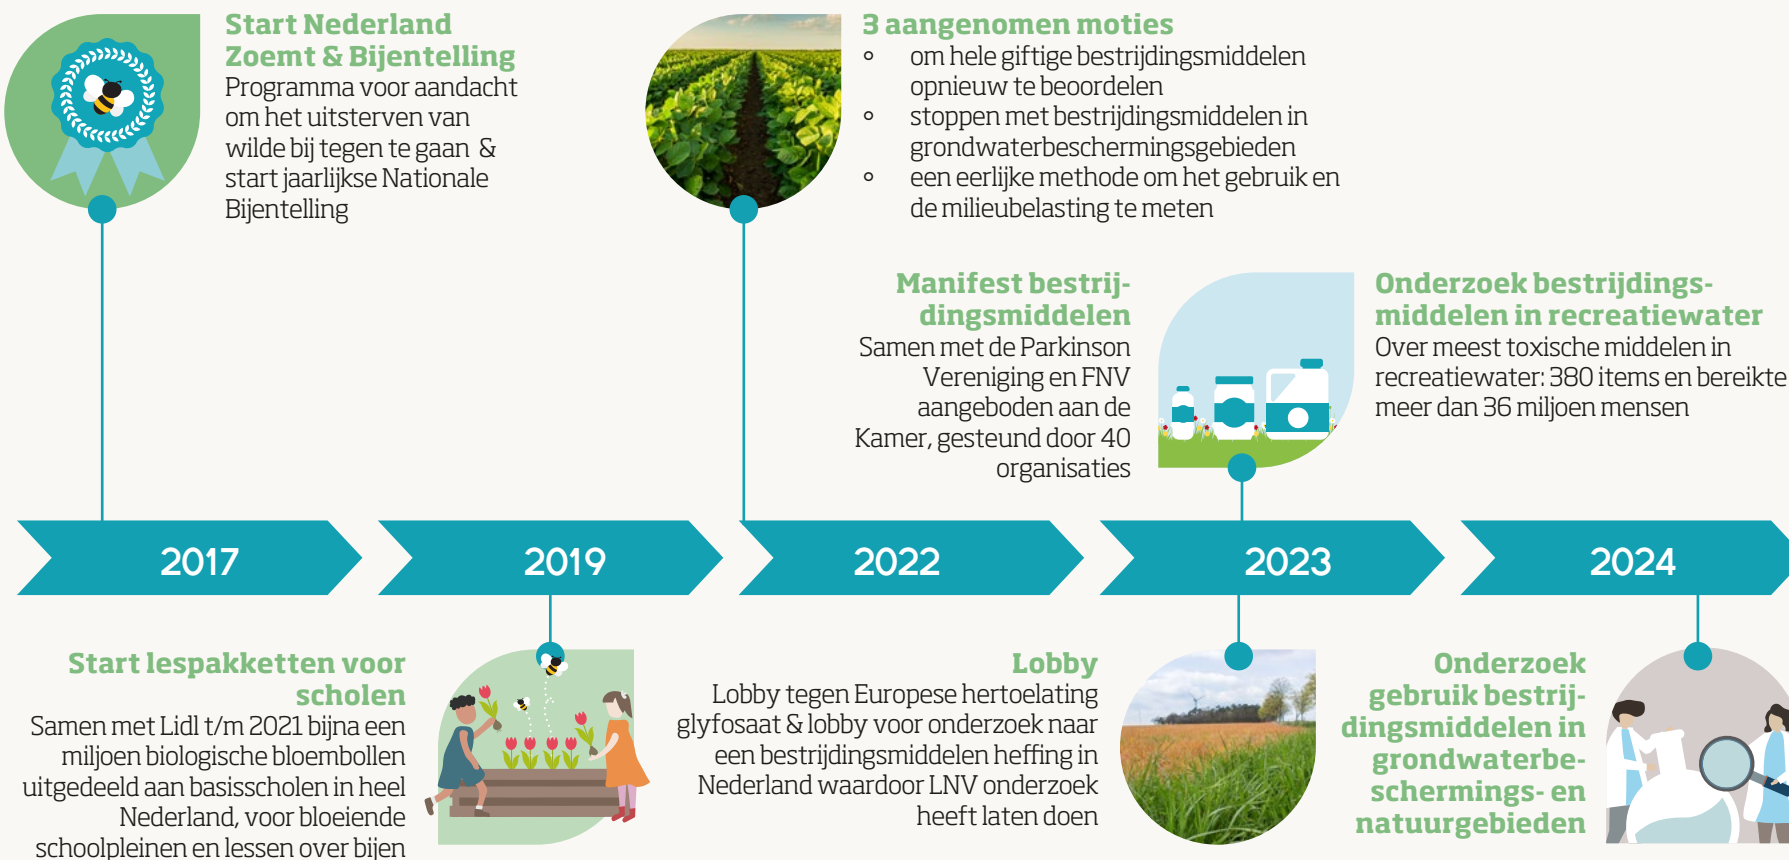 Start Nederland
Zoemt & Bijentelling
Programma voor aandacht
om het uitsterven van
wilde bij tegen te gaan &
start jaarlijkse Nationale
Bijentelling
3 aangenomen moties
° om hele giftige bestrijdingsmiddelen
opnieuw te beoordelen
° stoppen met bestrijdingsmiddelen in
grondwaterbeschermingsgebieden
° een eerlijke methode om het gebruik en
de milieubelasting te meten
Manifest bestrij-
dingsmiddelen
Samen met de Parkinson
Vereniging en FNV
aangeboden aan de
Kamer, gesteund door 40
organisaties
Onderzoek bestrijdings-
middelen in recreatiewater
Over meest toxische middelen in
recreatiewater: 380 items en bereikte
meer dan 36 miljoen mensen
2017
2019
2022
2023
2024
Start lespakketten voor
scholen
Samen met Lidl t/m 2021 bijna een
miljoen biologische bloembollen
uitgedeeld aan basisscholen in heel
Nederland, voor bloeiende
schoolpleinen en lessen over bijen
Lobby
Lobby tegen Europese hertoelating
glyfosaat & lobby voor onderzoek naar
een bestrijdingsmiddelen heffing in
Nederland waardoor LNV onderzoek
heeft laten doen
Onderzoek
gebruik bestrij-
dingsmiddelen in
grondwaterbe-
schermings- en
natuurgebieden